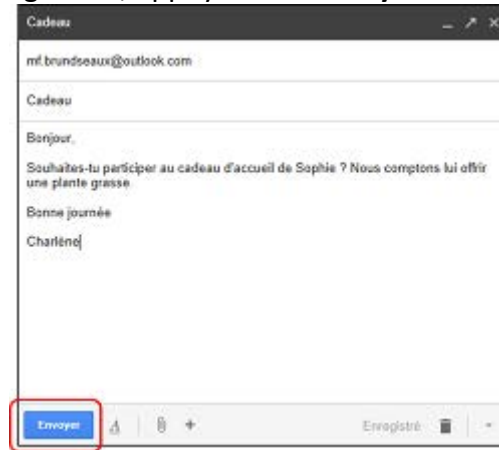 Cadeau
mf.brundseaux@outlook.com
Cadeau
Bonjour,
Souhaites-tu participer au cadeau d'accueil de Sophie ? Nous comptons lui offrir
une plante grasse
Bonne journée
Charlène
Envoyer
Enregistré